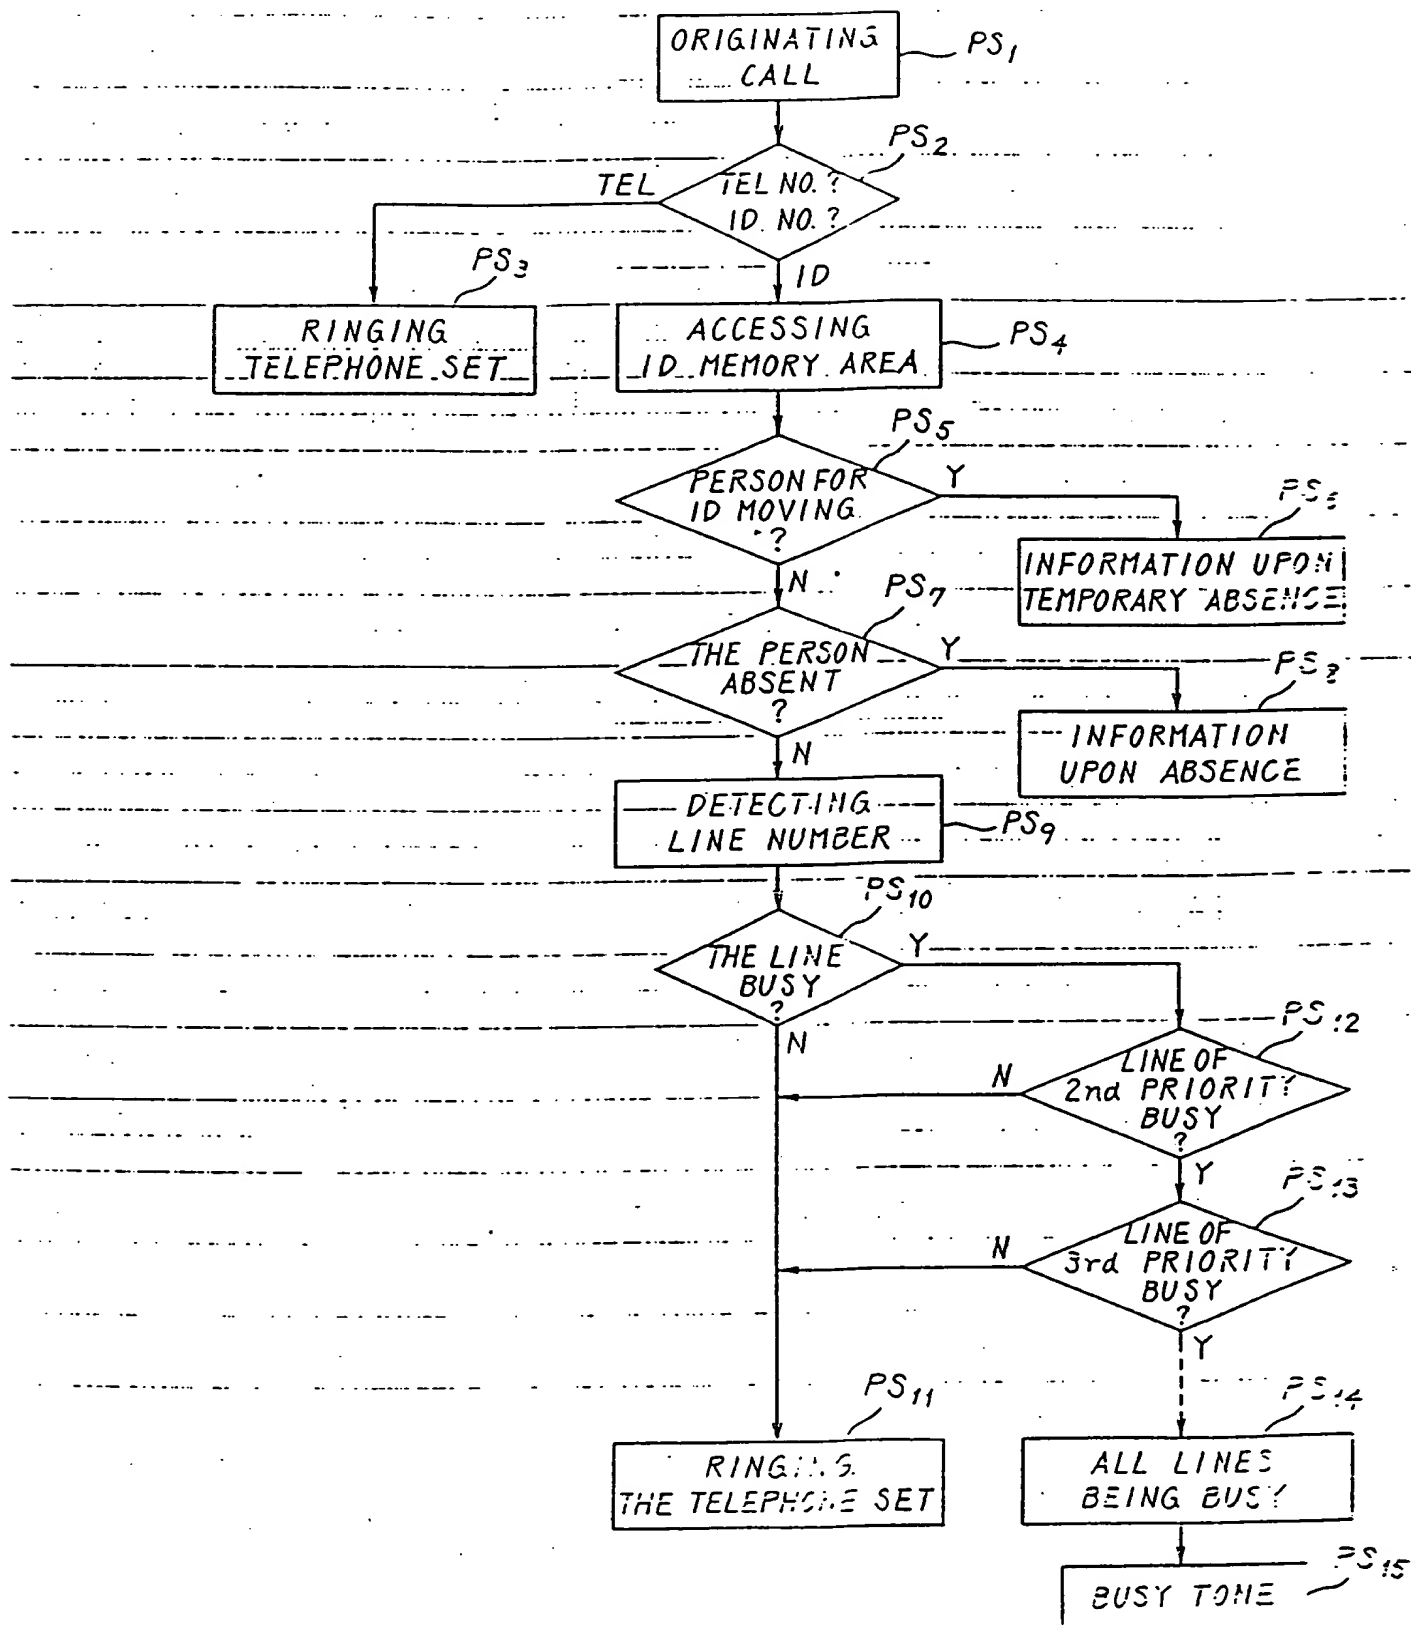 ORIGINATING
CALL
PS1
PS2
TEL
TEL NO. ?
ID NO. ?
ID
PS3
RINGING
TELEPHONE SET
ACCESSING
ID MEMORY AREA
PS4
PS5
PERSON FOR
ID MOVING
?
Y
N
INFORMATION UPON
TEMPORARY ABSENCE
PS7
THE PERSON
ABSENT
?
Y
N
INFORMATION
UPON ABSENCE
DETECTING
LINE NUMBER
PS9
PS10
THE LINE
BUSY
?
Y
N
PS12
LINE OF
2nd PRIORITY
BUSY
?
N
Y
PS13
LINE OF
3rd PRIORITY
BUSY
?
N
Y
PS11
RINGING
THE TELEPHONE SET
PS14
ALL LINES
BEING BUSY
PS15
BUSY TONE